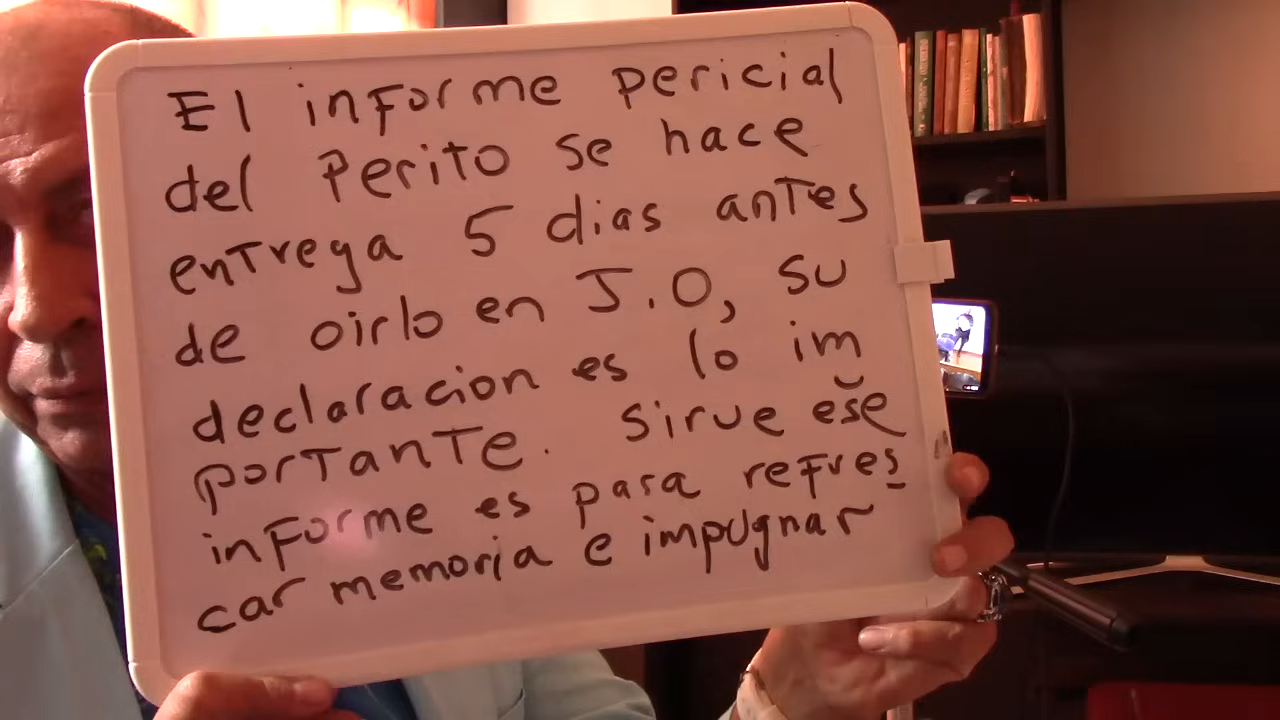 El informe pericial
del Perito se hace
entrega 5 dias antes
de oirlo en J.O, su
declaracion es lo im
portante. Sirve ese
informe es para refres
car memoria e impugnar